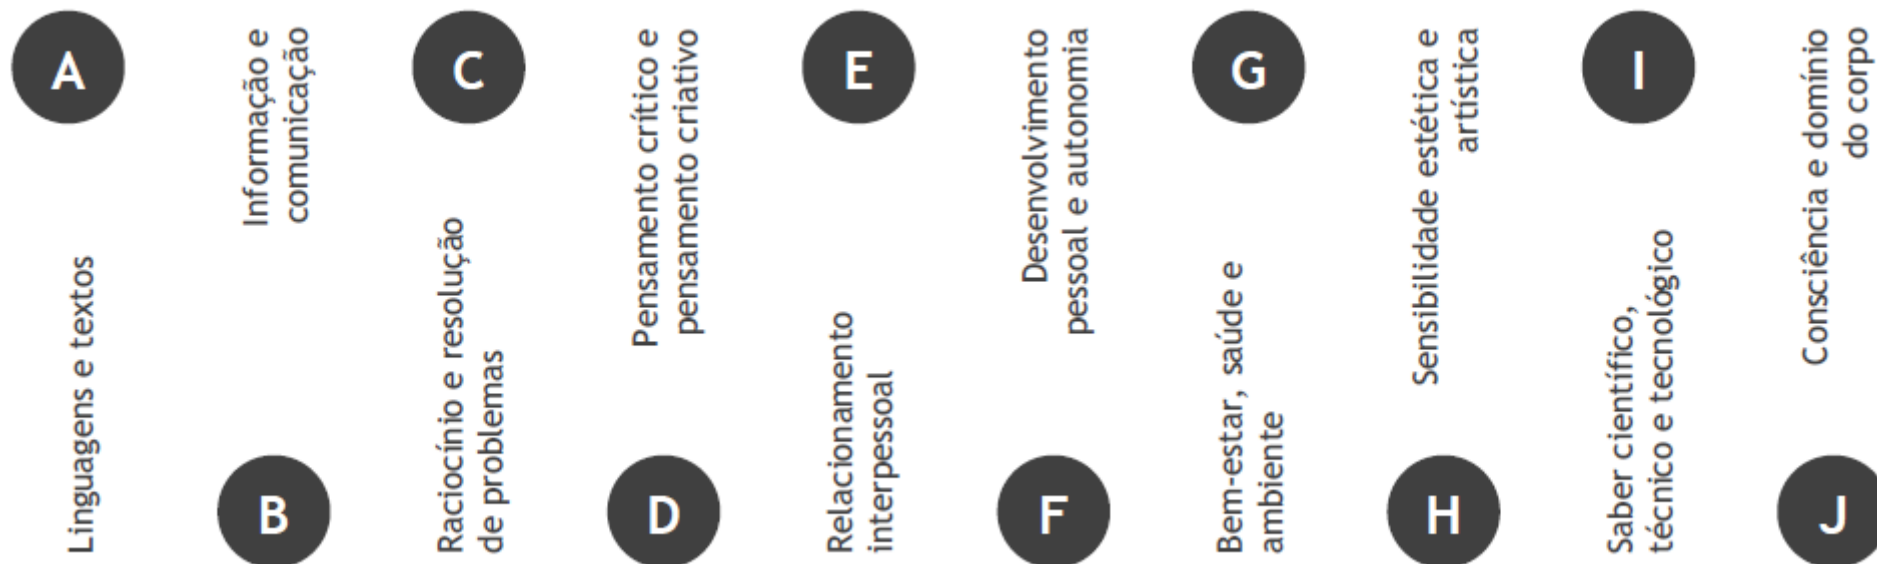 A
Linguagens e textos
B
Informação e
comunicação
C
Raciocínio e resolução
de problemas
D
Pensamento crítico e
pensamento criativo
E
Relacionamento
interpessoal
F
Desenvolvimento
pessoal e autonomia
G
Bem-estar, saúde e
ambiente
H
Sensibilidade estética e
artística
I
Saber científico,
técnico e tecnológico
J
Consciência e domínio
do corpo